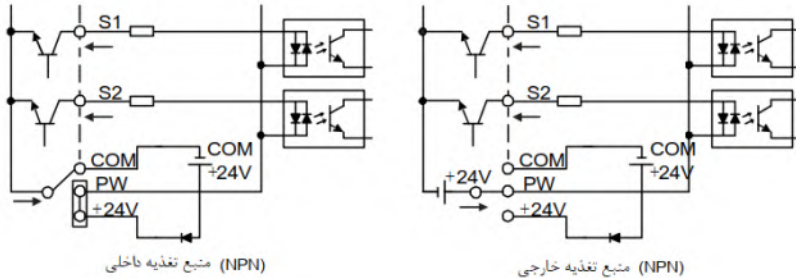 S1
S2
COM
COM
+24V
PW
+24V
منبع تغذیه داخلی (NPN)
S1
S2
COM
COM
+24V
+24V
PW
+24V
منبع تغذیه خارجی (NPN)